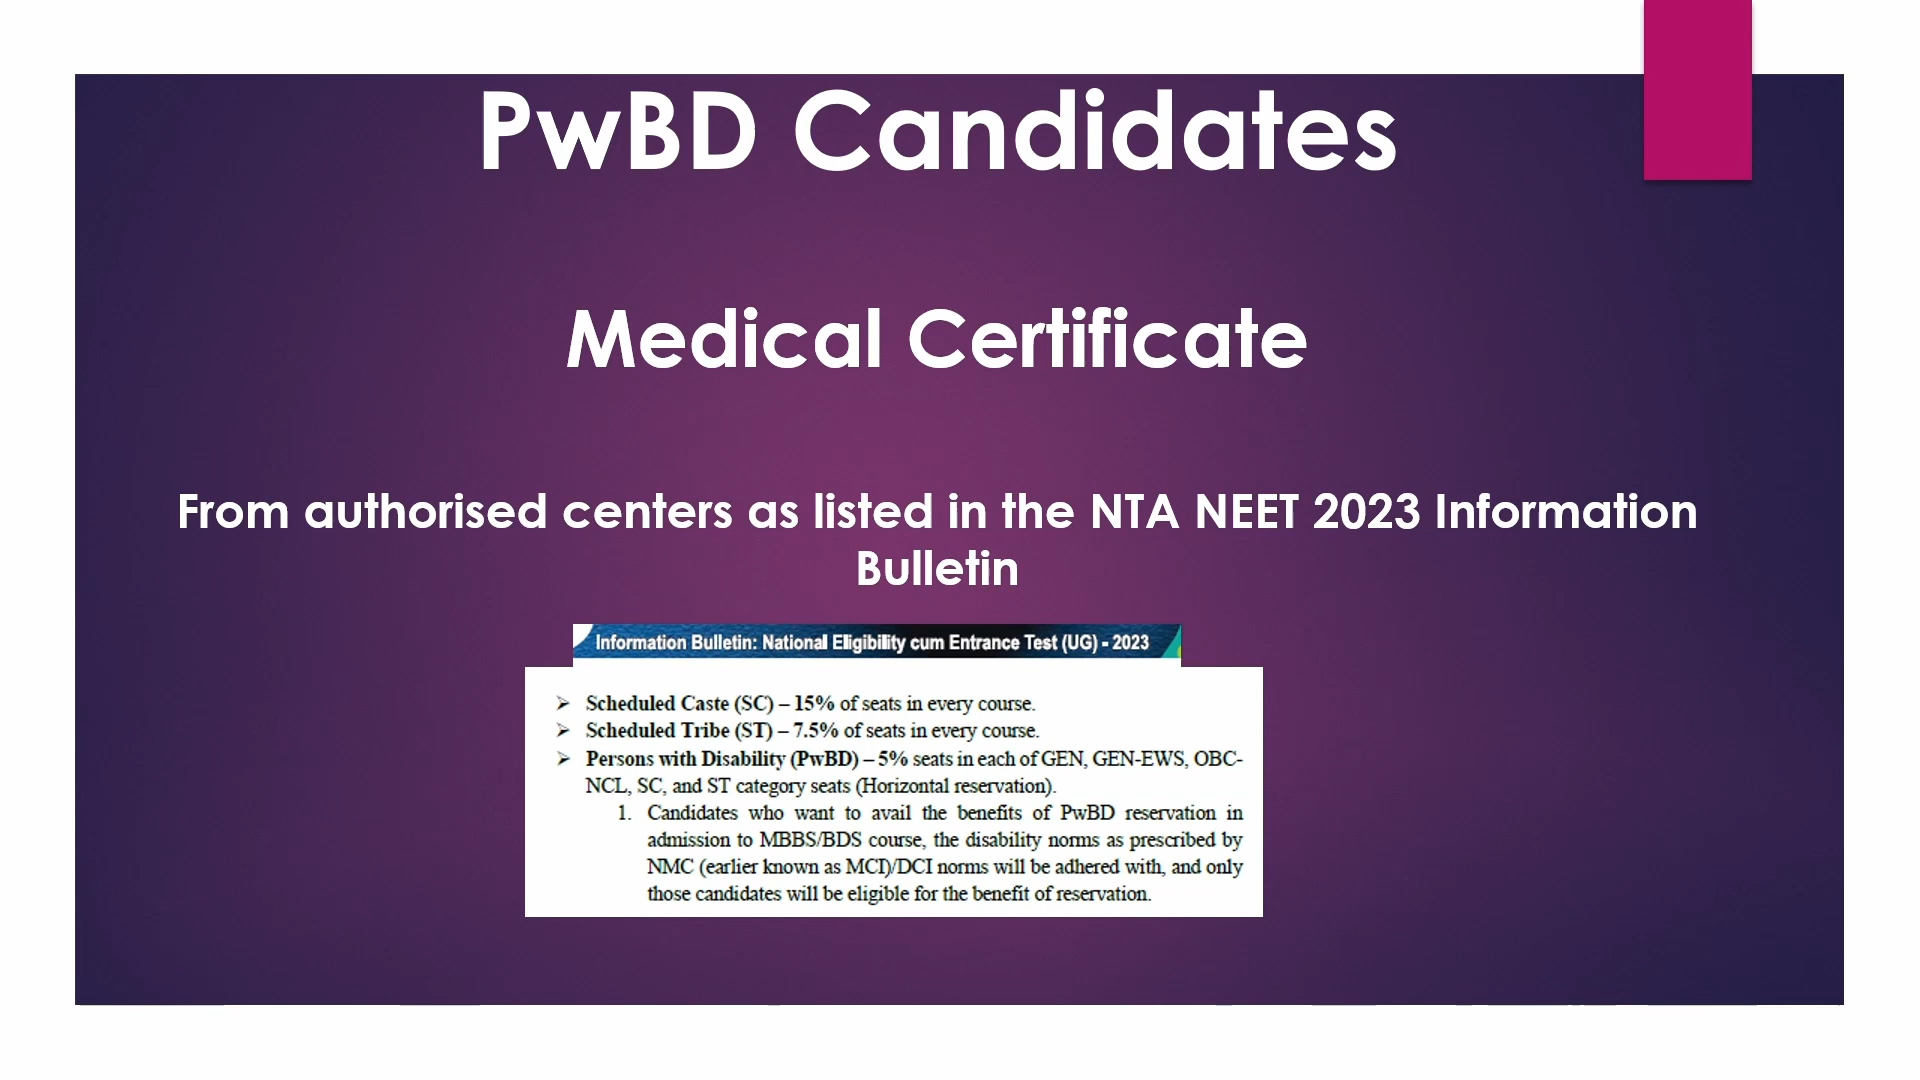 PwBD Candidates
Medical Certificate
From authorised centers as listed in the NTA NEET 2023 Information
Bulletin
Information Bulletin: National Eligibility cum Entrance Test (UG) - 2023
➢ Scheduled Caste (SC) – 15% of seats in every course.
➢ Scheduled Tribe (ST) – 7.5% of seats in every course.
➢ Persons with Disability (PwBD) – 5% seats in each of GEN, GEN-EWS, OBC-
NCL, SC, and ST category seats (Horizontal reservation).
1. Candidates who want to avail the benefits of PwBD reservation in
admission to MBBS/BDS course, the disability norms as prescribed by
NMC (earlier known as MCI)/DCI norms will be adhered with, and only
those candidates will be eligible for the benefit of reservation.